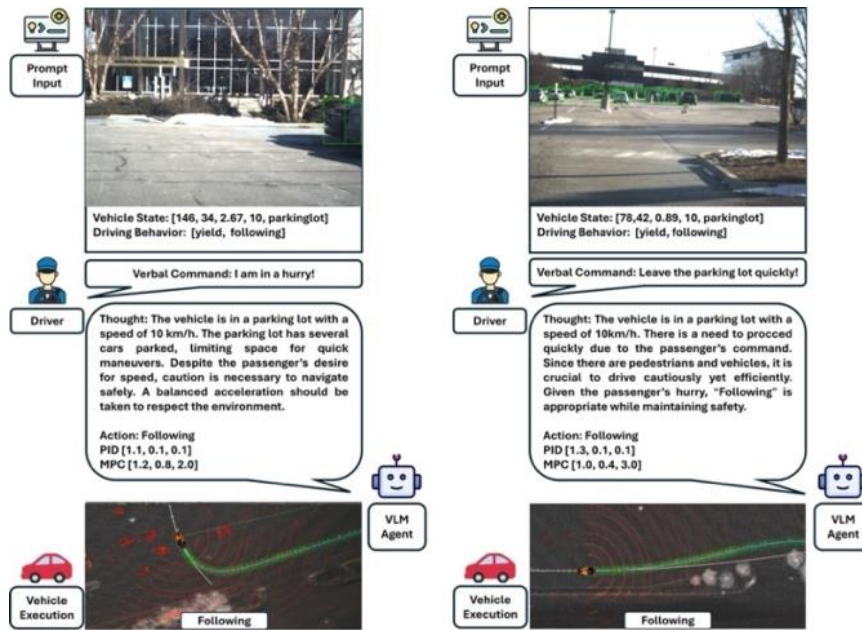 Prompt
Input
Vehicle State: [146, 34, 2.67, 10, parkinglot]
Driving Behavior: [yield, following]
Verbal Command: I am in a hurry!
Driver
Thought: The vehicle is in a parking lot with a
speed of 10 km/h. The parking lot has several
cars parked, limiting space for quick
maneuvers. Despite the passenger's desire
for speed, caution is necessary to navigate
safely. A balanced acceleration should be
taken to respect the environment.
Action: Following
PID [1.1, 0.1, 0.1]
MPC [1.2, 0.8, 2.0]
VLM
Agent
Vehicle
Execution
Following
Prompt
Input
Vehicle State: [78,42, 0.89, 10, parkinglot]
Driving Behavior: [yield, following]
Verbal Command: Leave the parking lot quickly!
Driver
Thought: The vehicle is in a parking lot with a
speed of 10km/h. There is a need to procced
quickly due to the passenger's command.
Since there are pedestrians and vehicles, it is
crucial to drive cautiously yet efficiently.
Given the passenger's hurry, "Following" is
appropriate while maintaining safety.
Action: Following
PID [1.3, 0.1, 0.1]
MPC [1.0, 0.4, 3.0]
VLM
Agent
Vehicle
Execution
Following